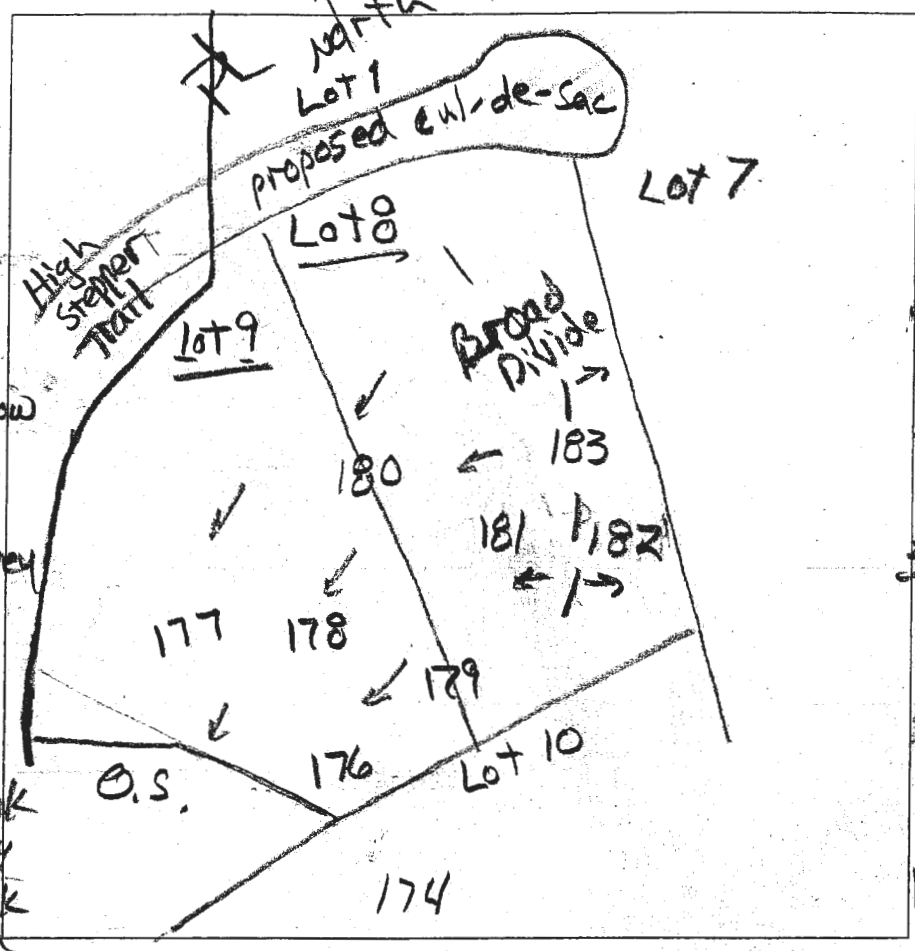 North
PL
Lot 1
proposed cul-de-sac
Lot 7
Lot 8
High
Stepper
Trail
Lot 9
Broad
Divide
183
180
181
182
177
178
179
176
Lot 10
O.S.
174